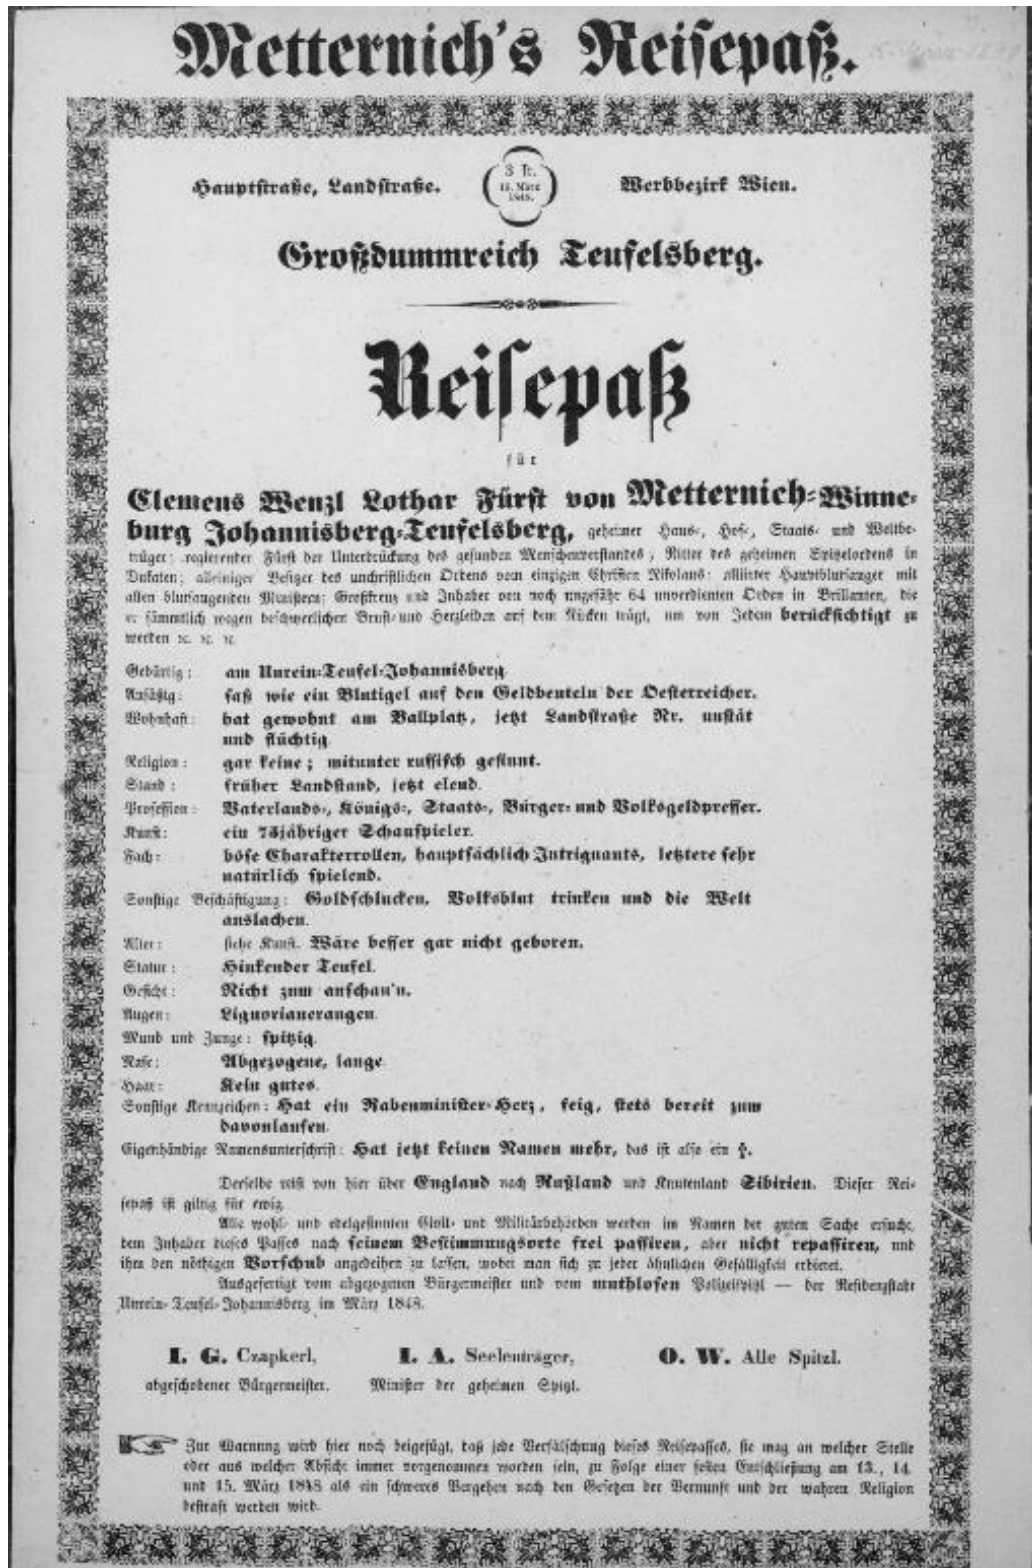 Metternich's Reisepaß.
Hauptstraße, Landstraße.
3 kr.
15. März
1848.
Werbbezirk Wien.
Großdummreich Teufelsberg.
Reisepaß
für
Clemens Wenzl Lothar Fürst von Metternich-Winne-
burg Johannisberg-Teufelsberg, geheimer Haus-, Hof-, Staats- und Weltbe-
trüger; regierender Fürst der Unterdrückung des gesunden Menschenverstandes, Ritter des geheimen Spitzelordens in
Dukaten; alleiniger Besitzer des unchristlichen Ordens vom einzigen Christen Nikolaus; alliirter Hauptblutsauger mit
allen blutsaugenden Ministern; Großkreuz und Inhaber von noch ungefähr 64 unverdienten Orden in Brillanten, die
er sämmtlich wegen beschwerlichen Brust- und Herzleiden auf dem Rücken trägt, um von Jedem berücksichtigt zu
werden ꝛc. ꝛc. ꝛc.
Gebürtig: am Unrein-Teufel-Johannisberg.
Ansäßig: saß wie ein Blutigel auf den Geldbeuteln der Oesterreicher.
Wohnhaft: hat gewohnt am Ballplatz, jetzt Landstraße Nr. unstät
und flüchtig.
Religion: gar keine; mitunter russisch gesinnt.
Stand: früher Landstand, jetzt elend.
Profession: Vaterlands-, Königs-, Staats-, Bürger- und Volksgeldpresser.
Kunst: ein 74jähriger Schauspieler.
Fach: böse Charakterrollen, hauptsächlich Intriguants, letztere sehr
natürlich spielend.
Sonstige Beschäftigung: Goldschlucken, Volksblut trinken und die Welt
auslachen.
Alter: siehe Kunst. Wäre besser gar nicht geboren.
Statur: Hinkender Teufel.
Gesicht: Nicht zum anschau'n.
Augen: Liguorianeraugen.
Mund und Zunge: spitzig.
Nase: Abgezogene, lange.
Haar: Kein gutes.
Sonstige Kennzeichen: Hat ein Rabenminister-Herz, feig, stets bereit zum
davonlaufen.
Eigenhändige Namensunterschrift: Hat jetzt keinen Namen mehr, das ist also ein ✝.
Derselbe reist von hier über England nach Rußland und Knutenland Sibirien. Dieser Rei-
sepaß ist giltig für ewig.
Alle wohl- und edelgesinnten Civil- und Militärbehörden werden im Namen der guten Sache ersucht,
dem Inhaber dieses Passes nach seinem Bestimmungsorte frei passiren, aber nicht repassiren, und
ihm den nöthigen Vorschub angedeihen zu lassen, wobei man sich zu jeder ähnlichen Gefälligkeit erbietet.
Ausgefertigt vom abgezogenen Bürgermeister und vom muthlosen Polizeispitzl — der Residenzstadt
Unrein-Teufel-Johannisberg im März 1848.
I. G. Czapkerl,
abgeschobener Bürgermeister.
I. A. Seelenträger,
Minister der geheimen Spitzl.
O. W. Alle Spitzl.
Zur Warnung wird hier noch beigefügt, daß jede Verfälschung dieses Reisepasses, sie mag an welcher Stelle
oder aus welcher Absicht immer vorgenommen worden sein, zu Folge einer festen Entschließung am 13., 14.
und 15. März 1848 als ein schweres Vergehen nach den Gesetzen der Vernunft und der wahren Religion
bestraft werden wird.